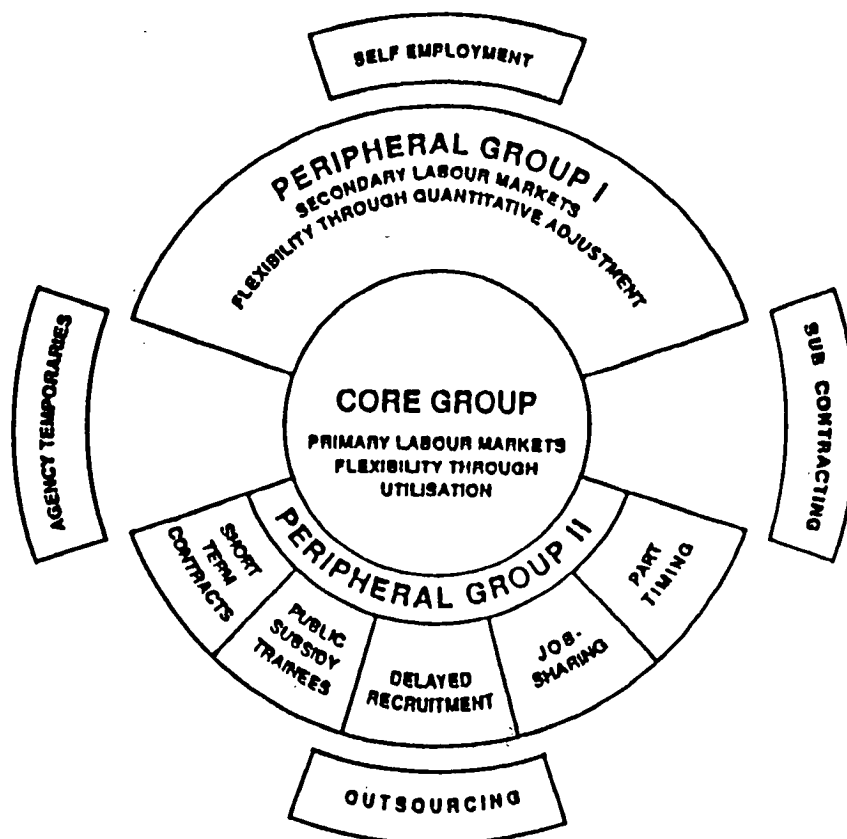 SELF EMPLOYMENT
PERIPHERAL GROUP I
SECONDARY LABOUR MARKETS
FLEXIBILITY THROUGH QUANTITATIVE ADJUSTMENT
AGENCY TEMPORARIES
SUB CONTRACTING
CORE GROUP
PRIMARY LABOUR MARKETS
FLEXIBILITY THROUGH
UTILISATION
PERIPHERAL GROUP II
SHORT
TERM
CONTRACTS
PUBLIC
SUBSIDY
TRAINEES
DELAYED
RECRUITMENT
JOB-
SHARING
PART
TIMING
OUTSOURCING